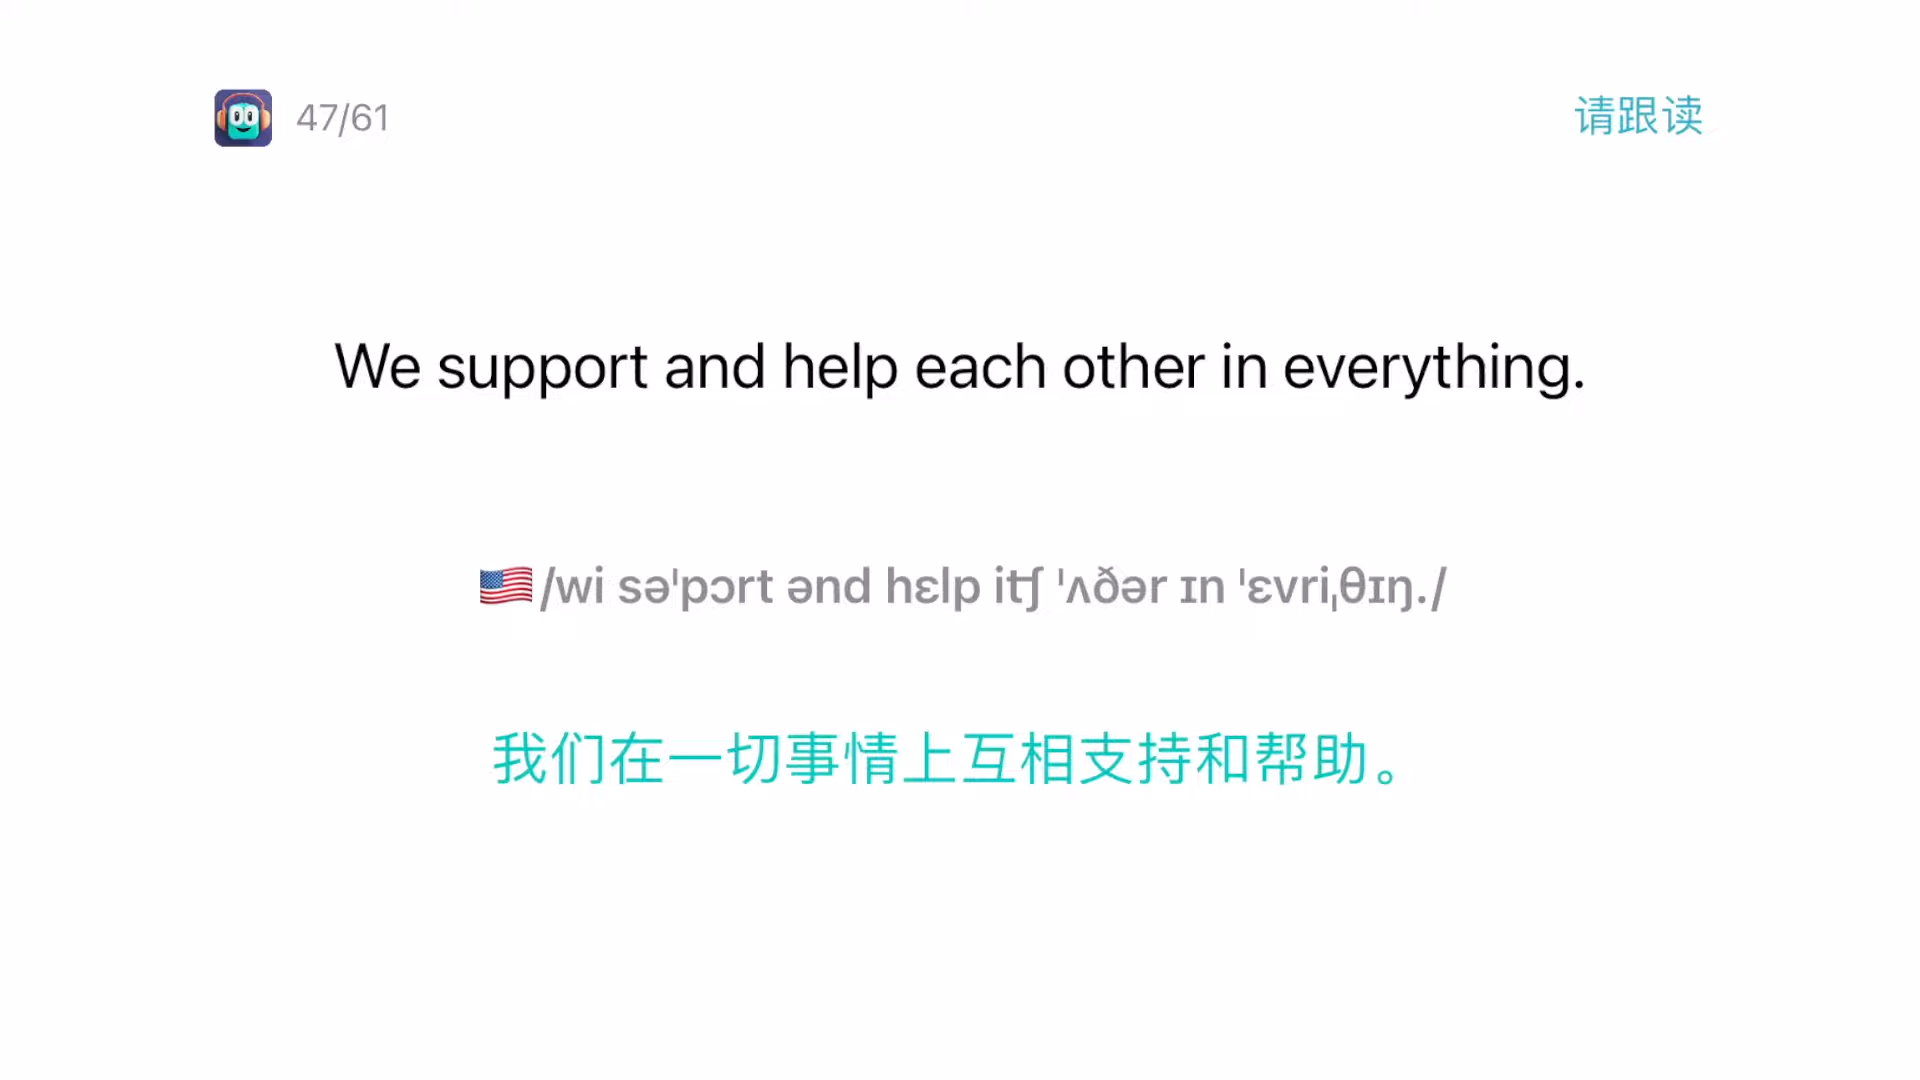 47/61
请跟读
We support and help each other in everything.
🇺🇸/wi səˈpɔrt ənd hɛlp iʧ ˈʌðər ɪn ˈɛvriˌθɪŋ./
我们在一切事情上互相支持和帮助。